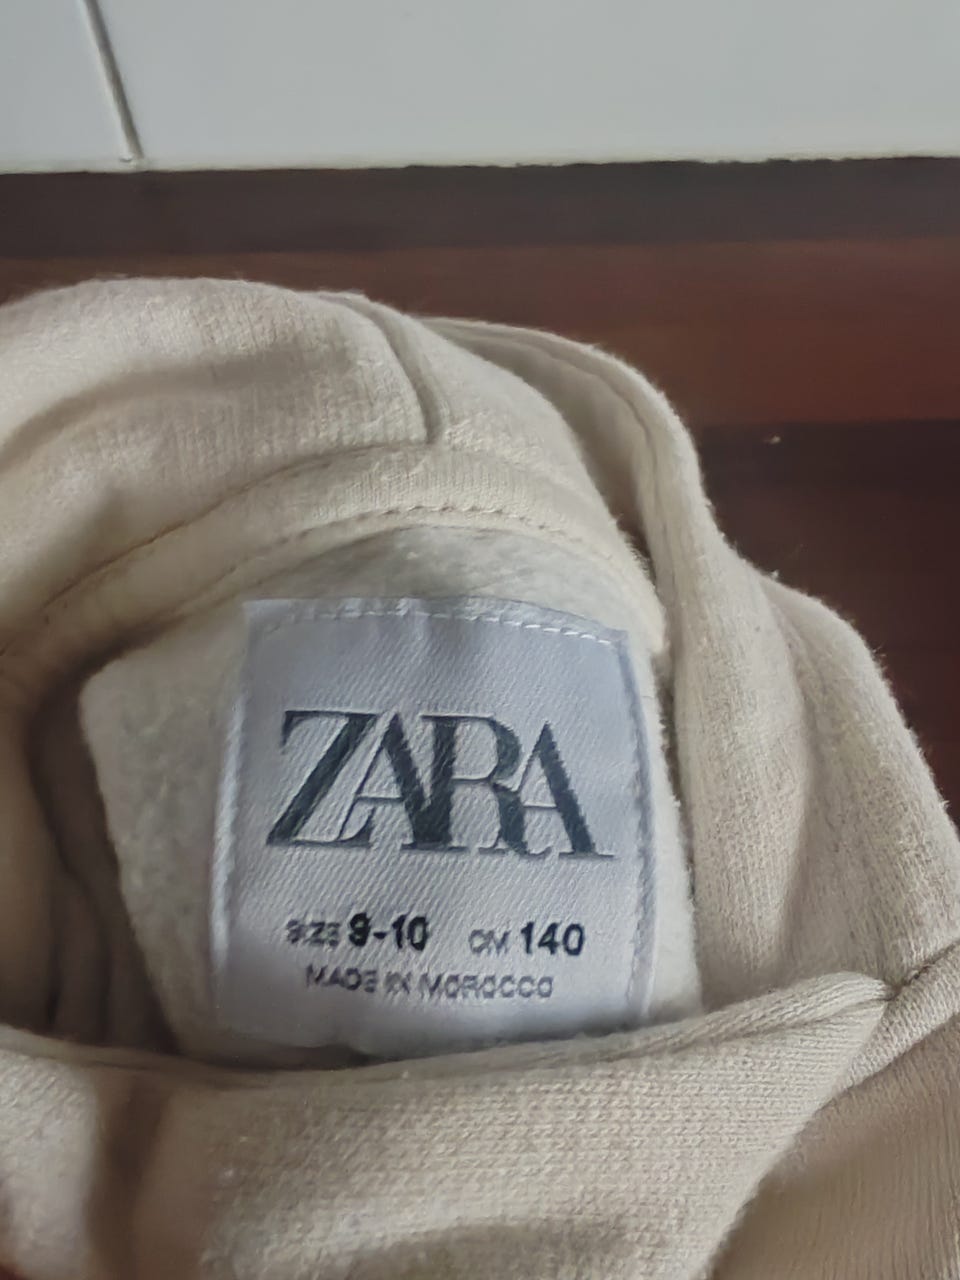 ZARA
SIZE 9-10 CM 140
MADE IN MOROCCO